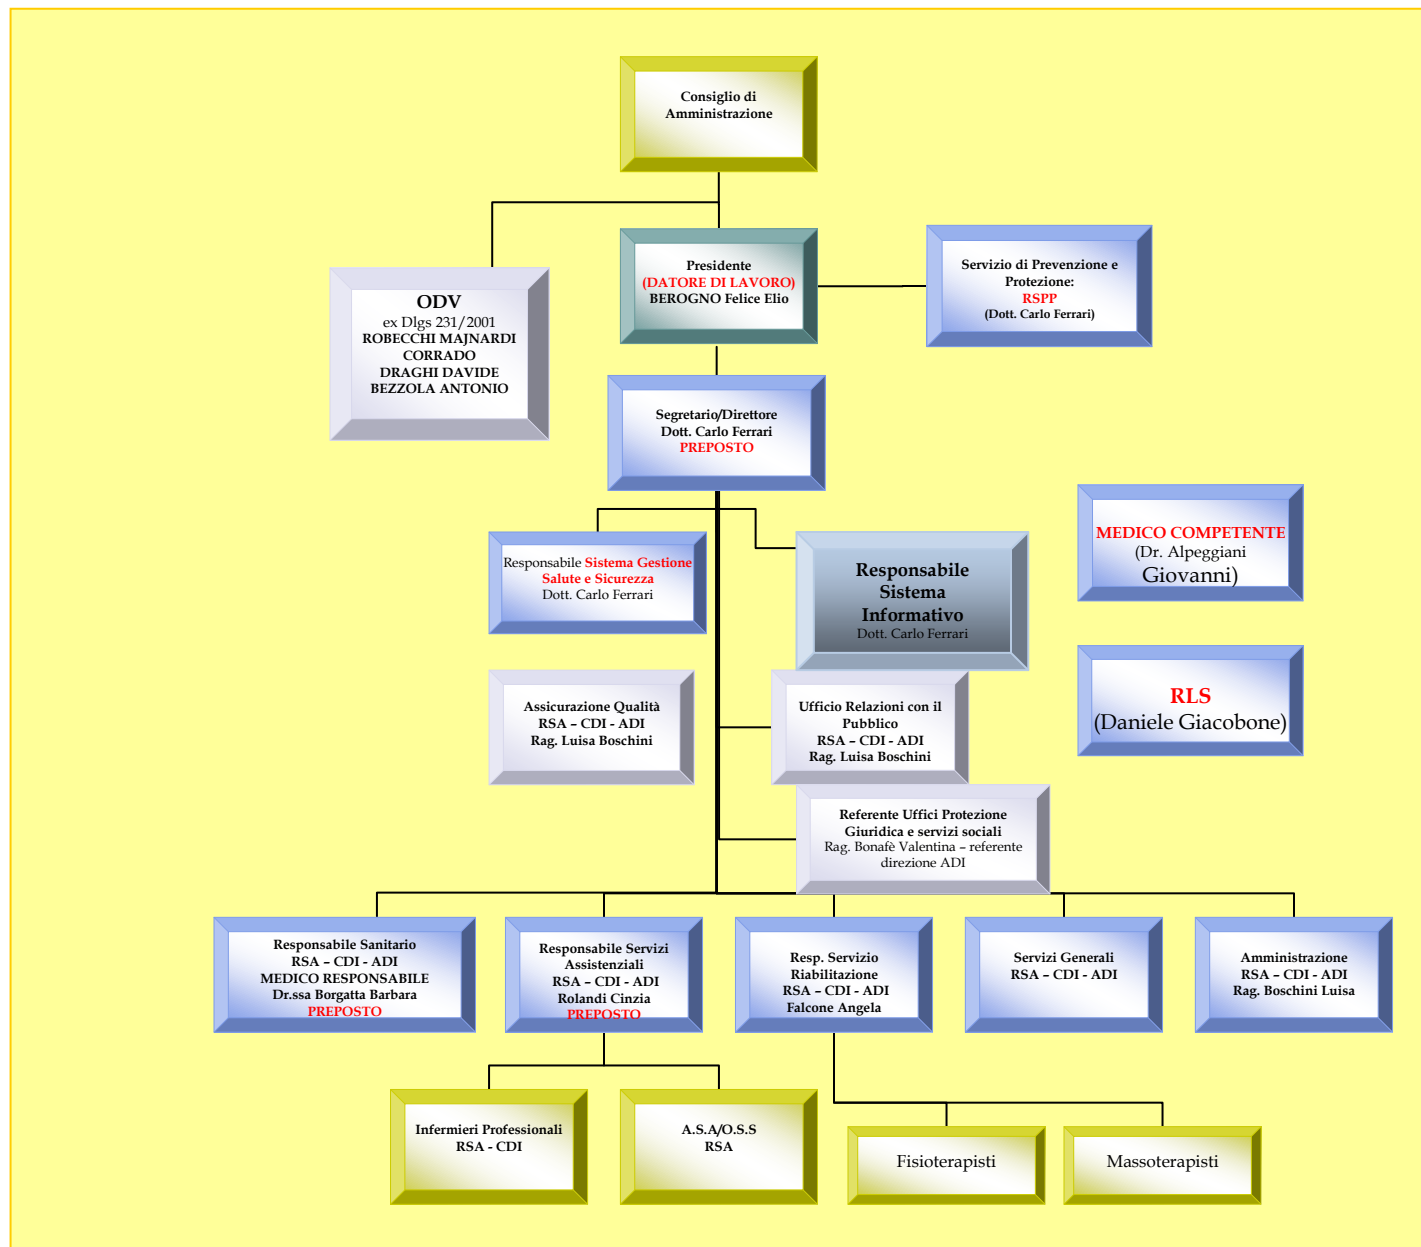 Consiglio di
Amministrazione
Presidente
(DATORE DI LAVORO)
BEROGNO Felice Elio
Servizio di Prevenzione e
Protezione:
RSPP
(Dott. Carlo Ferrari)
ODV
ex Dlgs 231/2001
ROBECCHI MAJNARDI
CORRADO
DRAGHI DAVIDE
BEZZOLA ANTONIO
Segretario/Direttore
Dott. Carlo Ferrari
PREPOSTO
Responsabile Sistema Gestione
Salute e Sicurezza
Dott. Carlo Ferrari
Responsabile
Sistema
Informativo
Dott. Carlo Ferrari
MEDICO COMPETENTE
(Dr. Alpeggiani
Giovanni)
RLS
(Daniele Giacobone)
Assicurazione Qualità
RSA – CDI - ADI
Rag. Luisa Boschini
Ufficio Relazioni con il
Pubblico
RSA – CDI - ADI
Rag. Luisa Boschini
Referente Uffici Protezione
Giuridica e servizi sociali
Rag. Bonafè Valentina – referente
direzione ADI
Responsabile Sanitario
RSA – CDI - ADI
MEDICO RESPONSABILE
Dr.ssa Borgatta Barbara
PREPOSTO
Responsabile Servizi
Assistenziali
RSA – CDI - ADI
Rolandi Cinzia
PREPOSTO
Resp. Servizio
Riabilitazione
RSA – CDI - ADI
Falcone Angela
Servizi Generali
RSA – CDI - ADI
Amministrazione
RSA – CDI - ADI
Rag. Boschini Luisa
Infermieri Professionali
RSA - CDI
A.S.A/O.S.S
RSA
Fisioterapisti
Massoterapisti